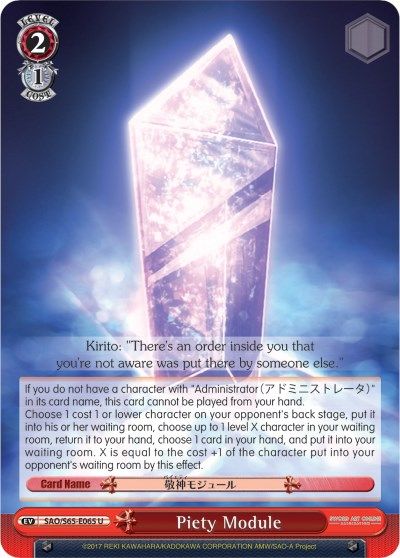 LEVEL
2
1
COST
Kirito: "There's an order inside you that
you're not aware was put there by someone else."
If you do not have a character with "Administrator(アドミニストレータ)"
in its card name, this card cannot be played from your hand.
Choose 1 cost 1 or lower character on your opponent's back stage, put it
into his or her waiting room, choose up to 1 level X character in your waiting
room, return it to your hand, choose 1 card in your hand, and put it into your
waiting room. X is equal to the cost +1 of the character put into your
opponent's waiting room by this effect.
Card Name
敬神モジュール
EV SAO/S65-E065 U
Piety Module
SWORD ART ONLINE
ALICIZATION
©2017 REKI KAWAHARA/KADOKAWA CORPORATION AMW/SAO-A Project